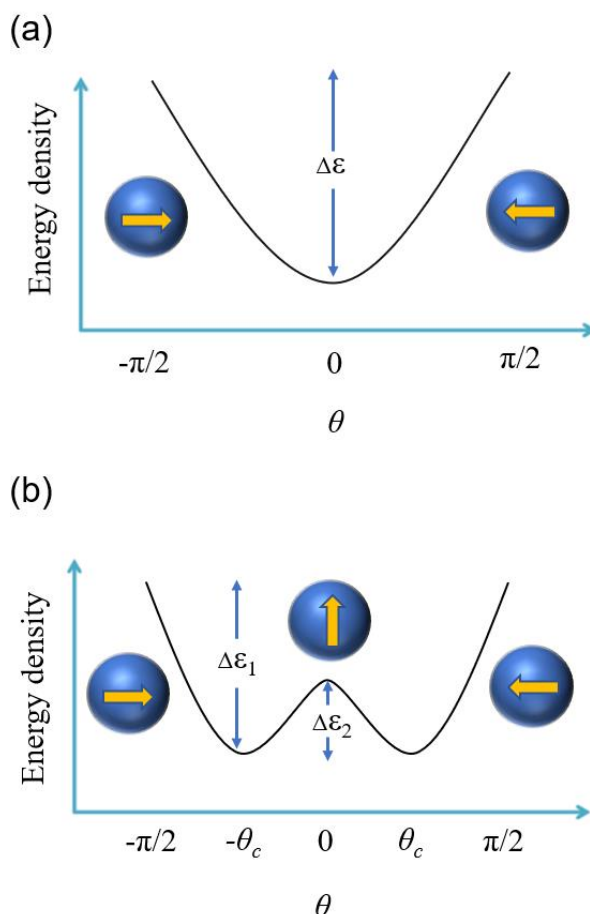 (a)
Energy density
Δε
-π/2 0 π/2
θ
(b)
Energy density
Δε₁
Δε₂
-π/2 -θc 0 θc π/2
θ